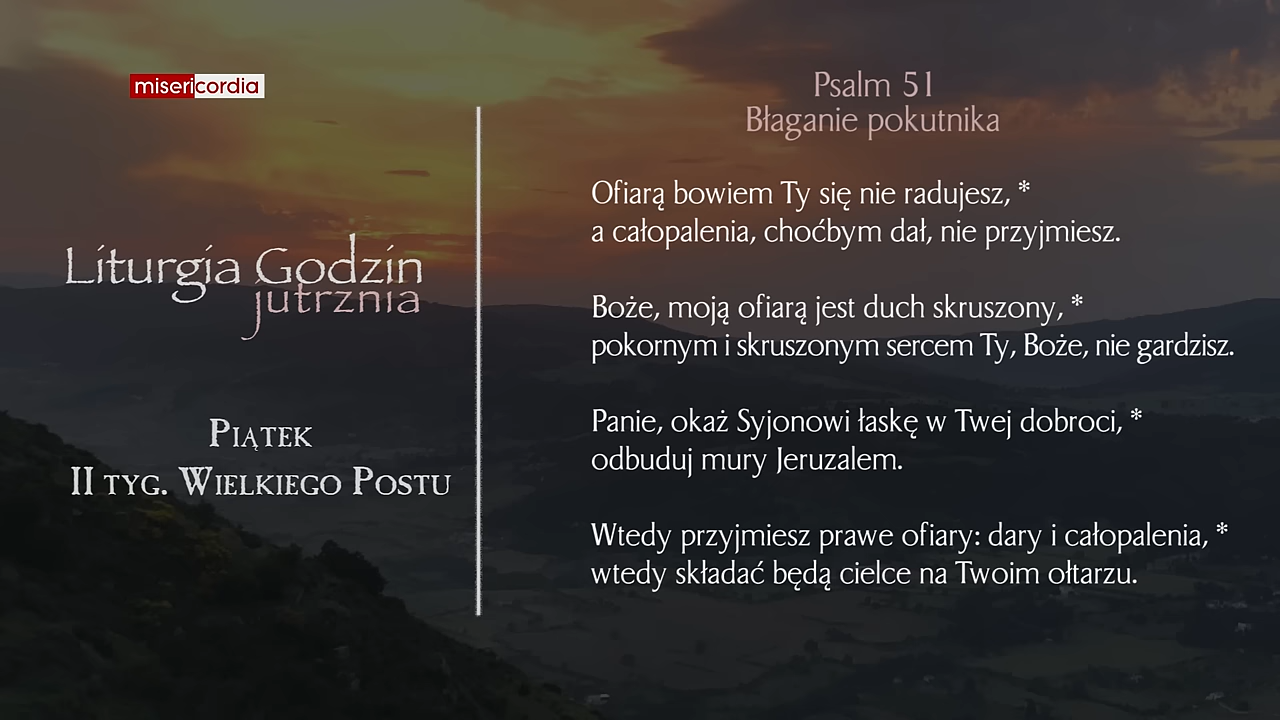 misericordia
Liturgia Godzin
jutrznia
Piątek
II tyg. Wielkiego Postu
Psalm 51
Błaganie pokutnika
Ofiarą bowiem Ty się nie radujesz, *
a całopalenia, choćbym dał, nie przyjmiesz.
Boże, moją ofiarą jest duch skruszony, *
pokornym i skruszonym sercem Ty, Boże, nie gardzisz.
Panie, okaż Syjonowi łaskę w Twej dobroci, *
odbuduj mury Jeruzalem.
Wtedy przyjmiesz prawe ofiary: dary i całopalenia, *
wtedy składać będą cielce na Twoim ołtarzu.